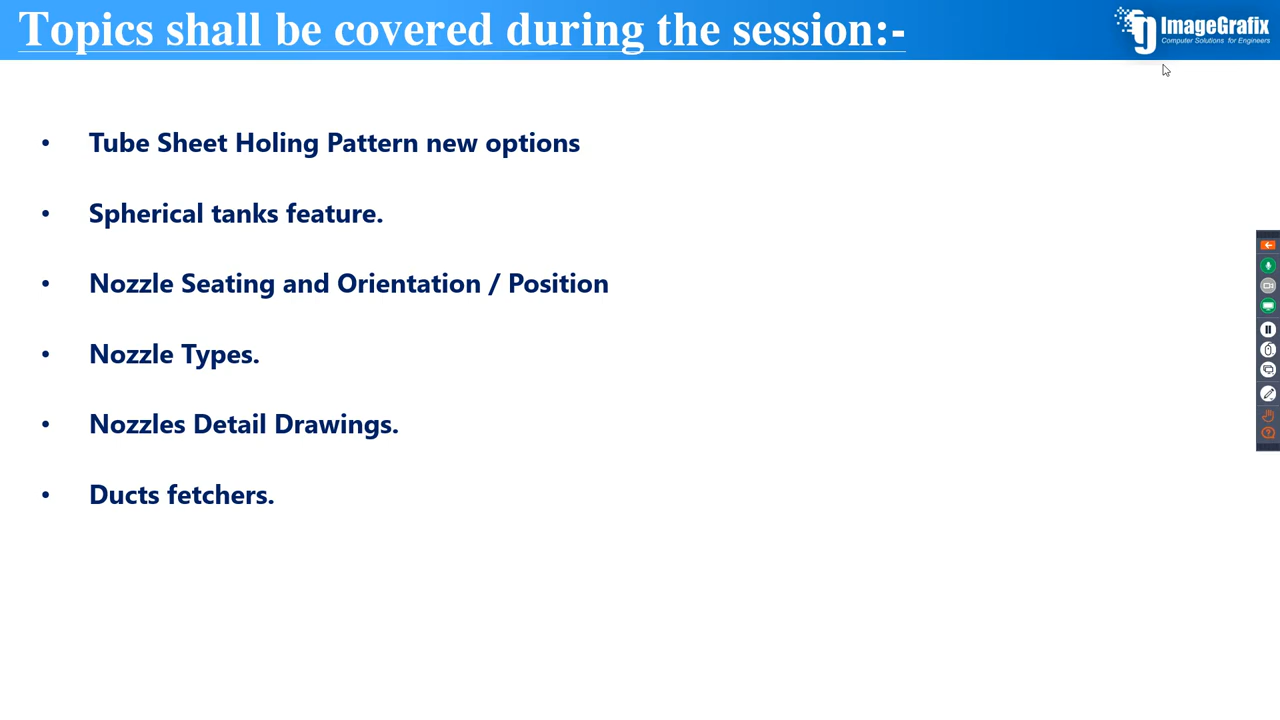 Topics shall be covered during the session:-
ImageGrafix
Computer Solutions for Engineers
• Tube Sheet Holing Pattern new options
• Spherical tanks feature.
• Nozzle Seating and Orientation / Position
• Nozzle Types.
• Nozzles Detail Drawings.
• Ducts fetchers.